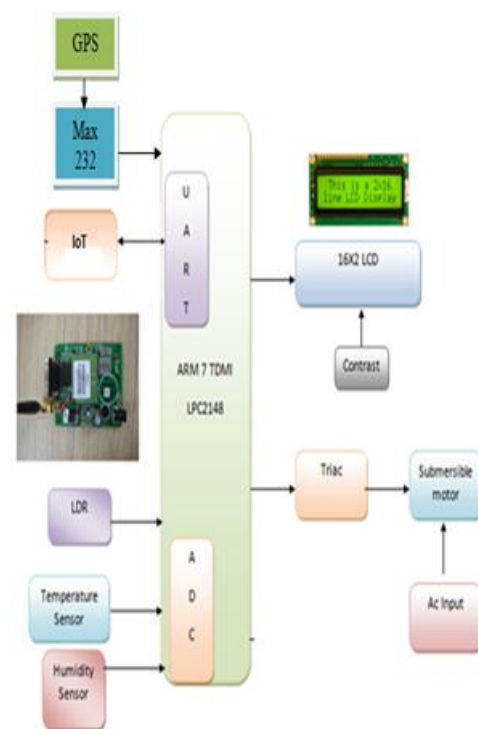 GPS
Max
232
IoT
U
A
R
T
ARM 7 TDMI
LPC2148
This is a 2x16
line LCD Display
16X2 LCD
Contrast
Triac
Submersible
motor
Ac Input
LDR
Temperature
Sensor
Humidity
Sensor
A
D
C